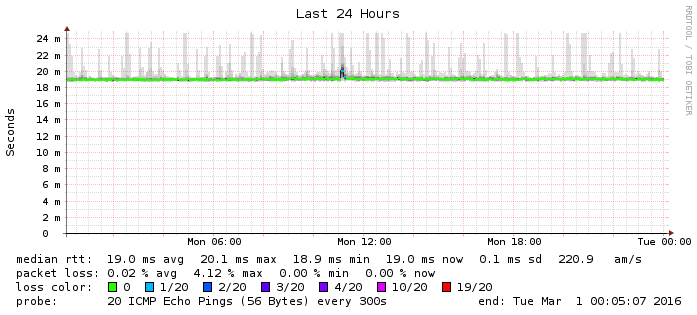 Last 24 Hours
RRDTOOL / TOBI OETIKER
Seconds
24 m
22 m
20 m
18 m
16 m
14 m
12 m
10 m
8 m
6 m
4 m
2 m
0
Mon 06:00 Mon 12:00 Mon 18:00 Tue 00:00
median rtt: 19.0 ms avg 20.1 ms max 18.9 ms min 19.0 ms now 0.1 ms sd 220.9 am/s
packet loss: 0.02 % avg 4.12 % max 0.00 % min 0.00 % now
loss color: 0 1/20 2/20 3/20 4/20 10/20 19/20
probe: 20 ICMP Echo Pings (56 Bytes) every 300s end: Tue Mar 1 00:05:07 2016